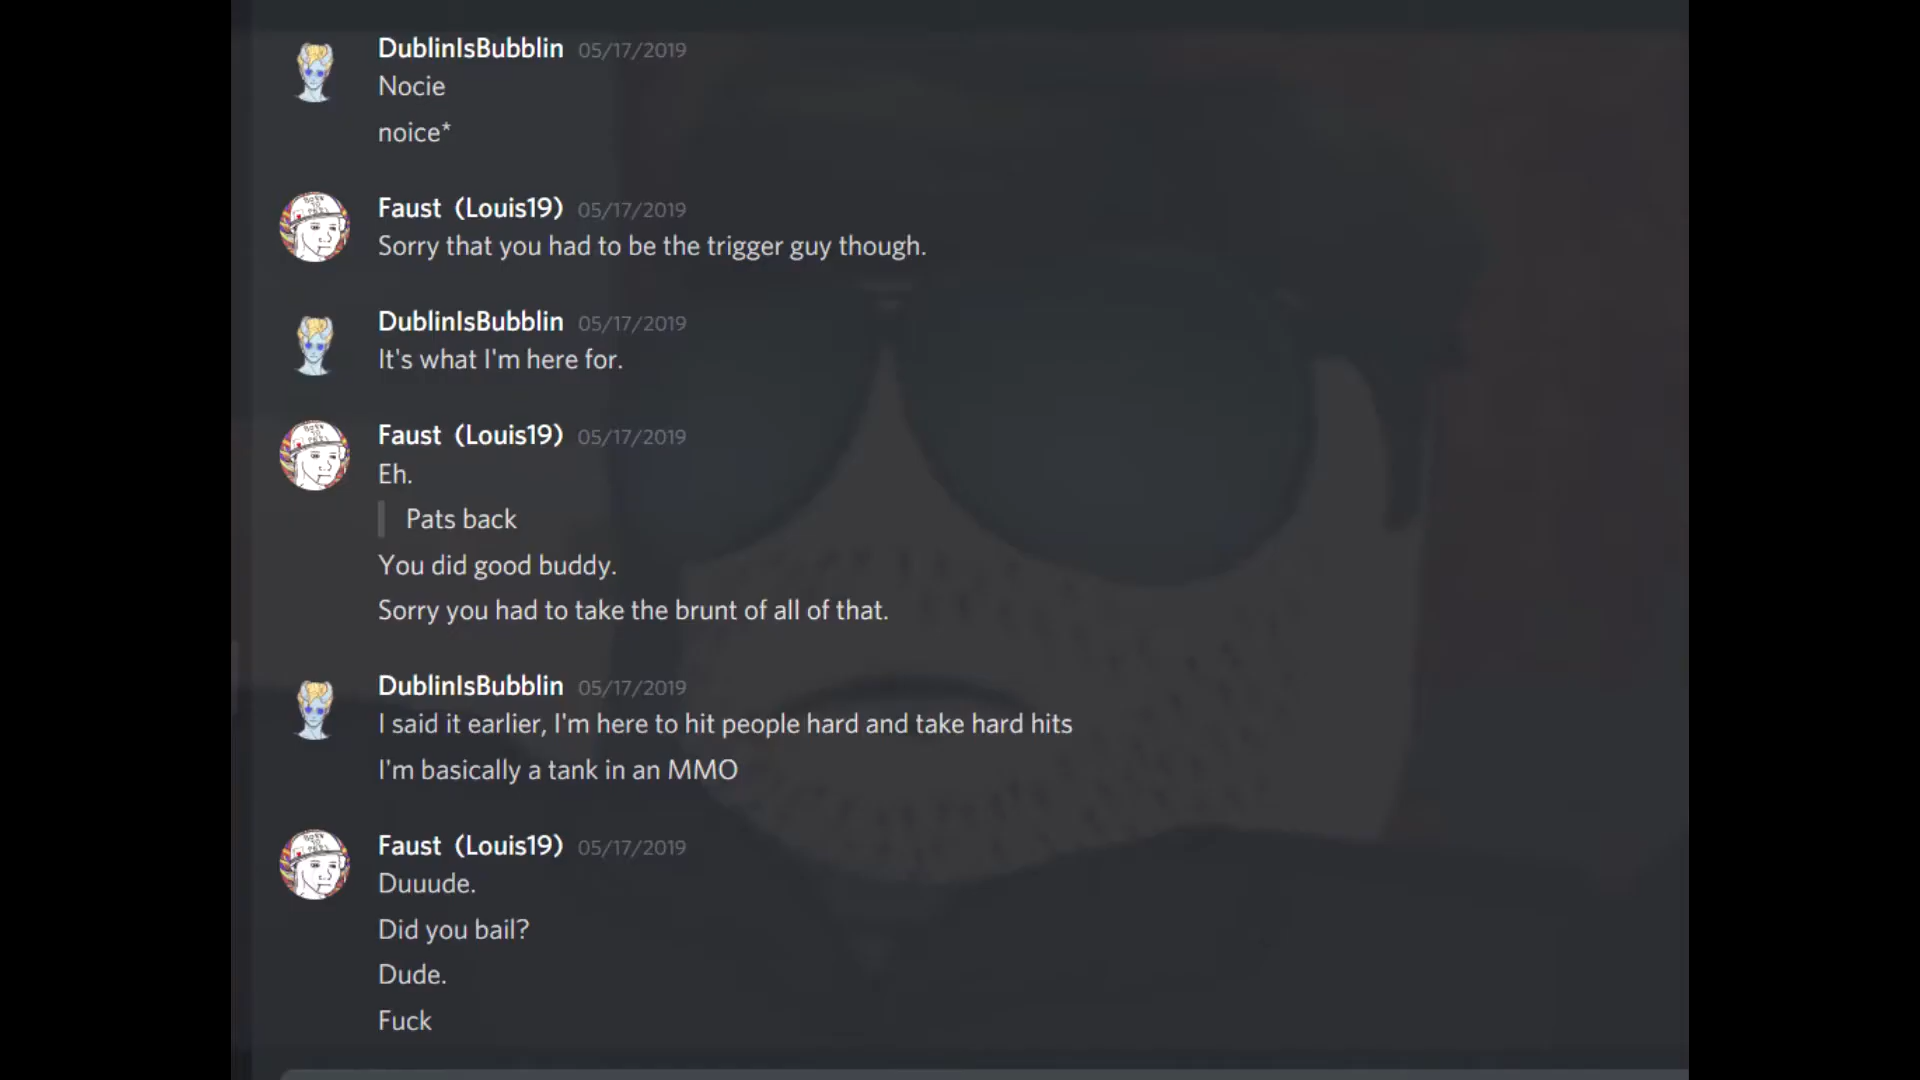 DublinIsBubblin 05/17/2019
Nocie
noice*
Faust (Louis19) 05/17/2019
Sorry that you had to be the trigger guy though.
DublinIsBubblin 05/17/2019
It's what I'm here for.
Faust (Louis19) 05/17/2019
Eh.
Pats back
You did good buddy.
Sorry you had to take the brunt of all of that.
DublinIsBubblin 05/17/2019
I said it earlier, I'm here to hit people hard and take hard hits
I'm basically a tank in an MMO
Faust (Louis19) 05/17/2019
Duuude.
Did you bail?
Dude.
Fuck